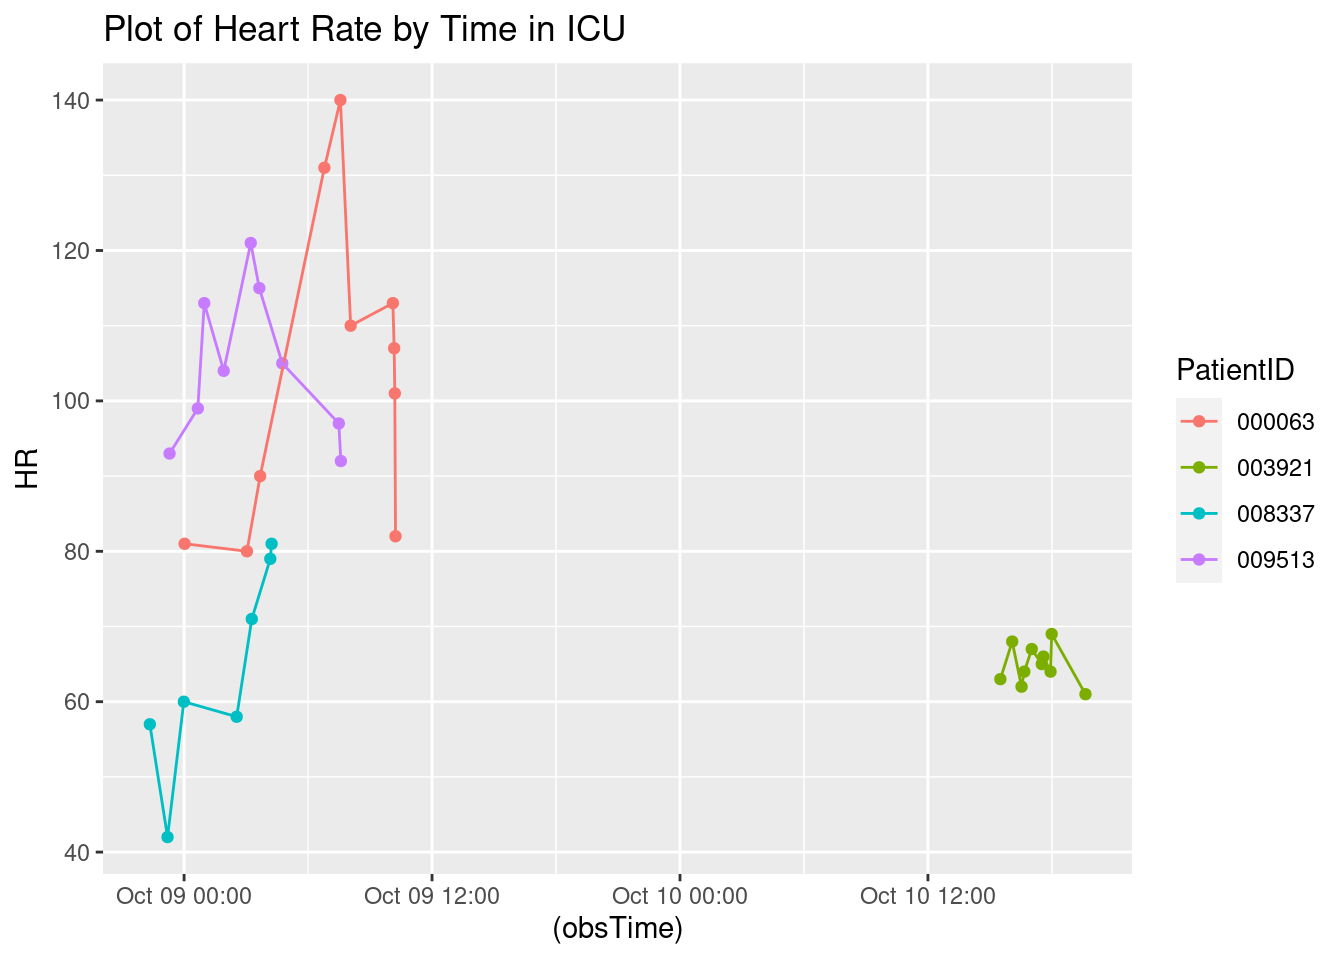 Plot of Heart Rate by Time in ICU
140
120
100
80
60
40
HR
Oct 09 00:00
Oct 09 12:00
Oct 10 00:00
Oct 10 12:00
(obsTime)
PatientID
000063
003921
008337
009513